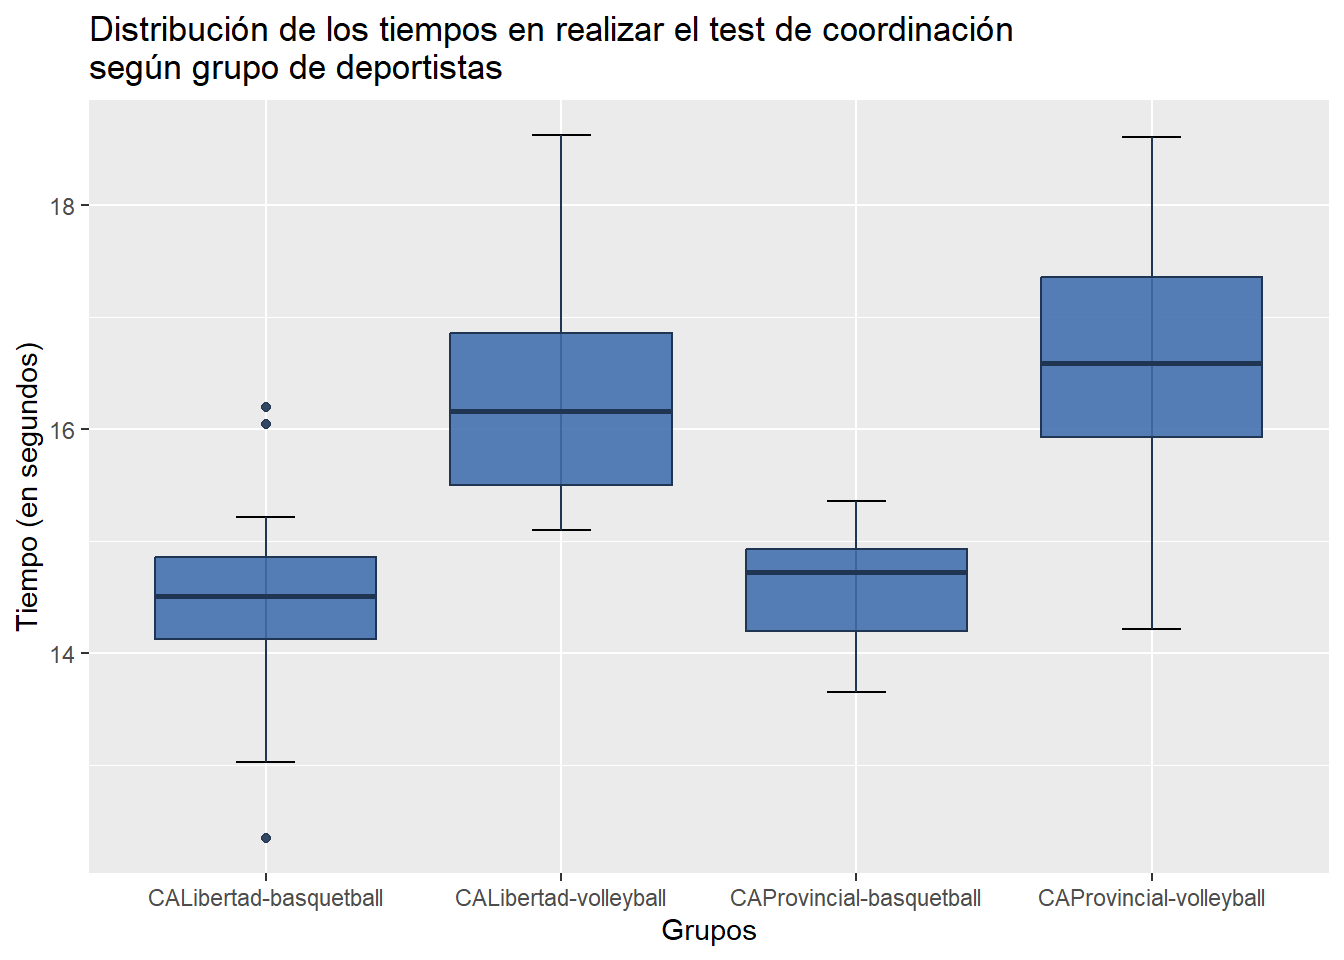 Distribución de los tiempos en realizar el test de coordinación
según grupo de deportistas
Tiempo (en segundos)
18
16
14
CALibertad-basquetball
CALibertad-volleyball
CAProvincial-basquetball
CAProvincial-volleyball
Grupos